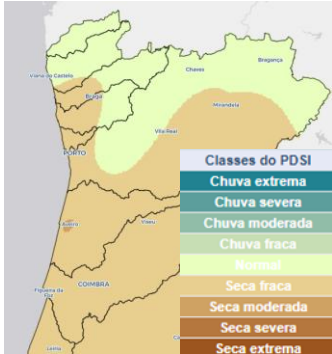 Bragança
Chaves
Viana do Castelo
Braga
Mirandela
Vila Real
PORTO
Classes do PDSI
Chuva extrema
Chuva severa
Chuva moderada
Chuva fraca
Normal
Seca fraca
Seca moderada
Seca severa
Seca extrema
Aveiro
Viseu
COIMBRA
Figueira da
Foz
Leiria